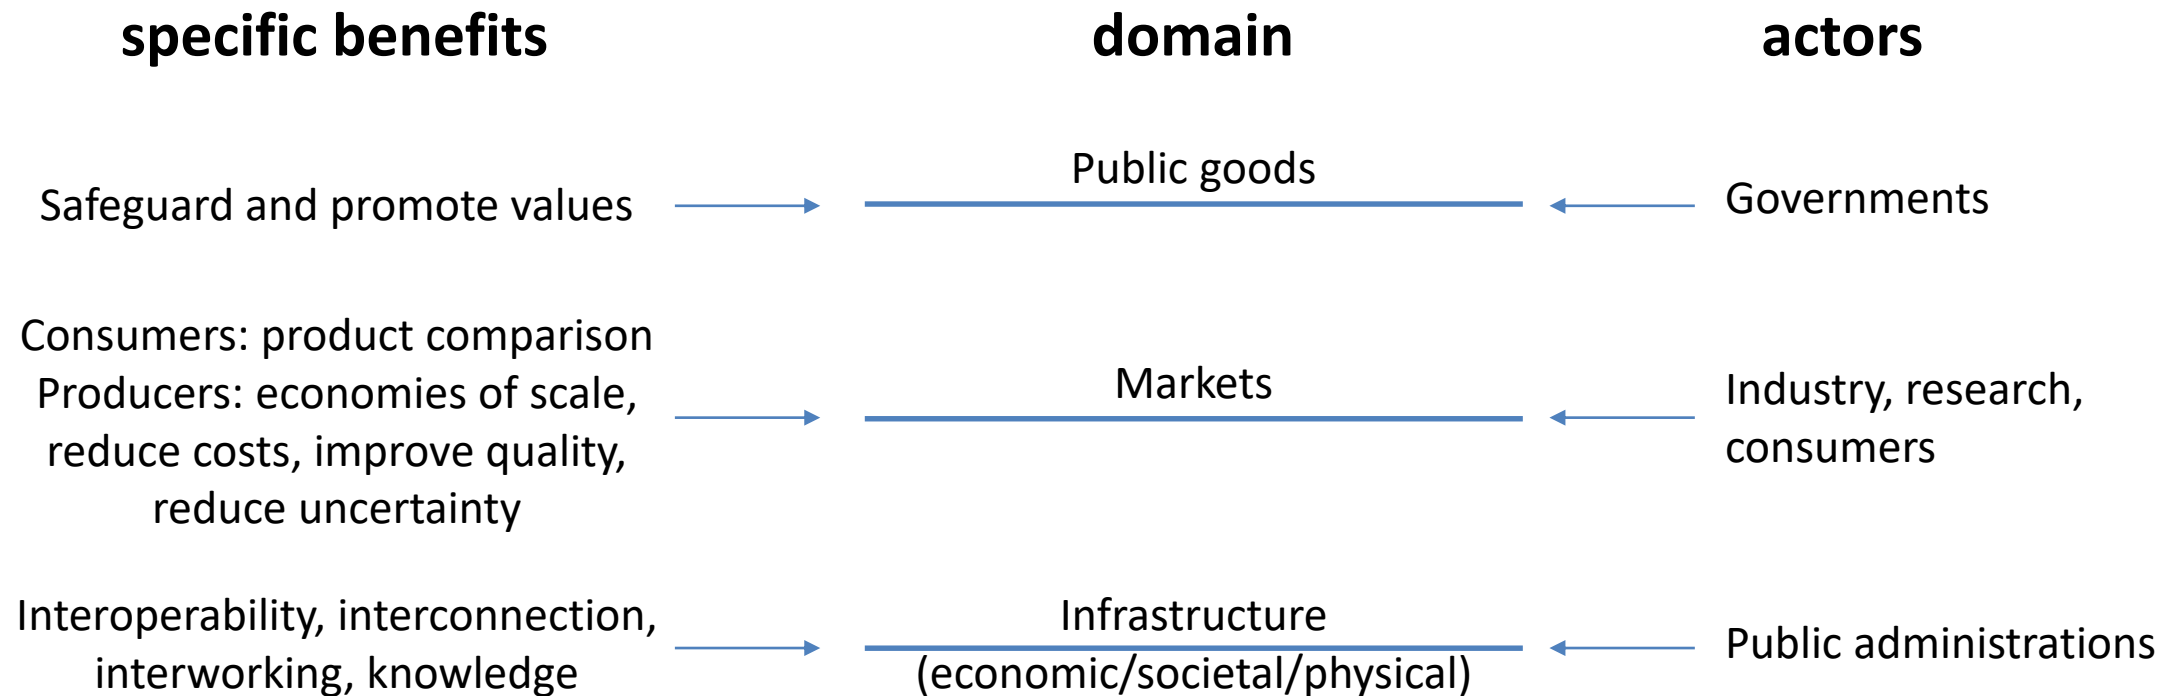 specific benefits
domain
actors
Safeguard and promote values
Public goods
Governments
Consumers: product comparison
Producers: economies of scale,
reduce costs, improve quality,
reduce uncertainty
Markets
Industry, research,
consumers
Interoperability, interconnection,
interworking, knowledge
Infrastructure
(economic/societal/physical)
Public administrations